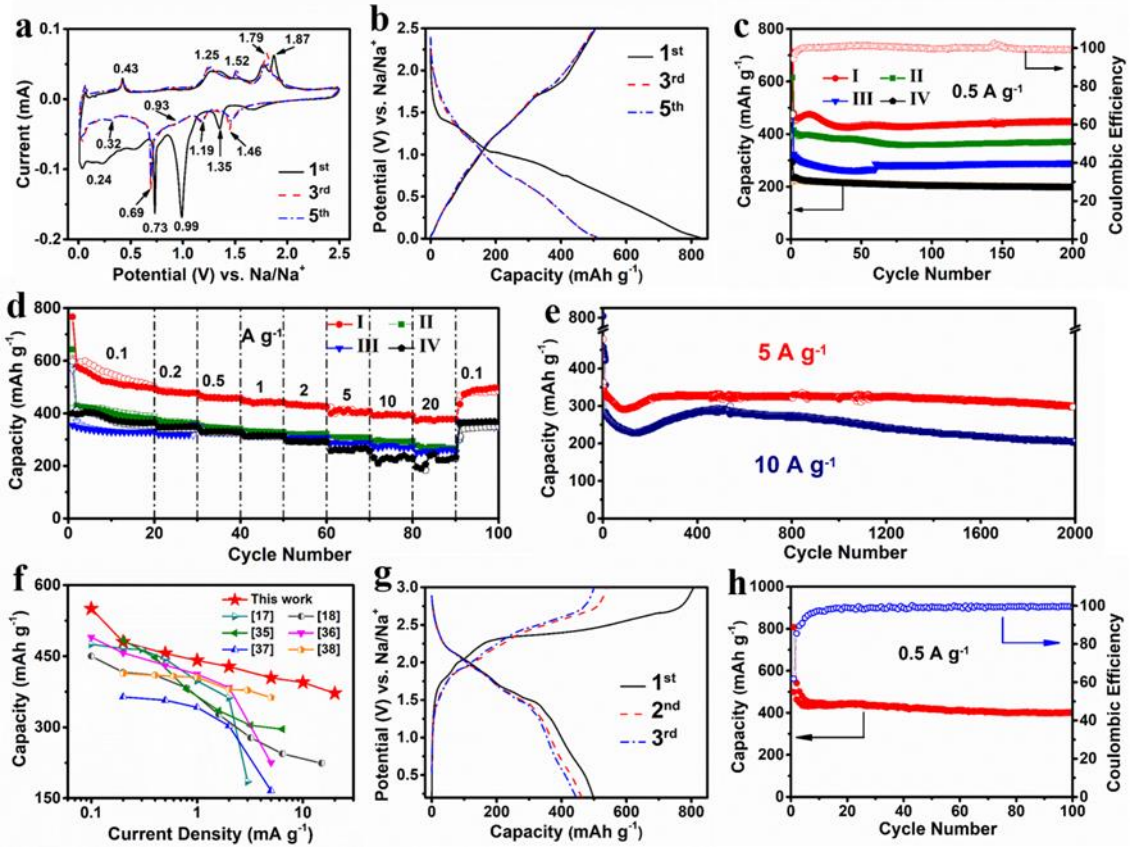 a
0.1
0.0
-0.1
-0.2
Current (mA)
0.43
1.25
1.52
1.79
1.87
0.93
0.32
0.24
0.69
0.73
0.99
1.19
1.35
1.46
1st
3rd
5th
0.0 0.5 1.0 1.5 2.0 2.5
Potential (V) vs. Na/Na+
b
2.5
2.0
1.5
1.0
0.5
0.0
Potential (V) vs. Na/Na+
1st
3rd
5th
0 200 400 600 800
Capacity (mAh g-1)
c
800
600
400
200
0
Capacity (mAh g-1)
I II
III IV
0.5 A g-1
100
80
60
40
20
0
Coulombic Efficiency
0 50 100 150 200
Cycle Number
d
800
600
400
200
0
Capacity (mAh g-1)
I II
III IV
A g-1
0.1 0.2 0.5 1 2 5 10 20 0.1
0 20 40 60 80 100
Cycle Number
e
800
400
300
200
100
0
Capacity (mAh g-1)
5 A g-1
10 A g-1
0 400 800 1200 1600 2000
Cycle Number
f
600
450
300
150
Capacity (mAh g-1)
This work
[17] [18]
[35] [36]
[37] [38]
0.1 1 10
Current Density (mA g-1)
g
3.0
2.5
2.0
1.5
1.0
0.5
Potential (V) vs. Na/Na+
1st
2nd
3rd
0 200 400 600 800
Capacity (mAh g-1)
h
1000
800
600
400
200
0
Capacity (mAh g-1)
0.5 A g-1
100
80
60
40
20
0
Coulombic Efficiency
0 20 40 60 80 100
Cycle Number